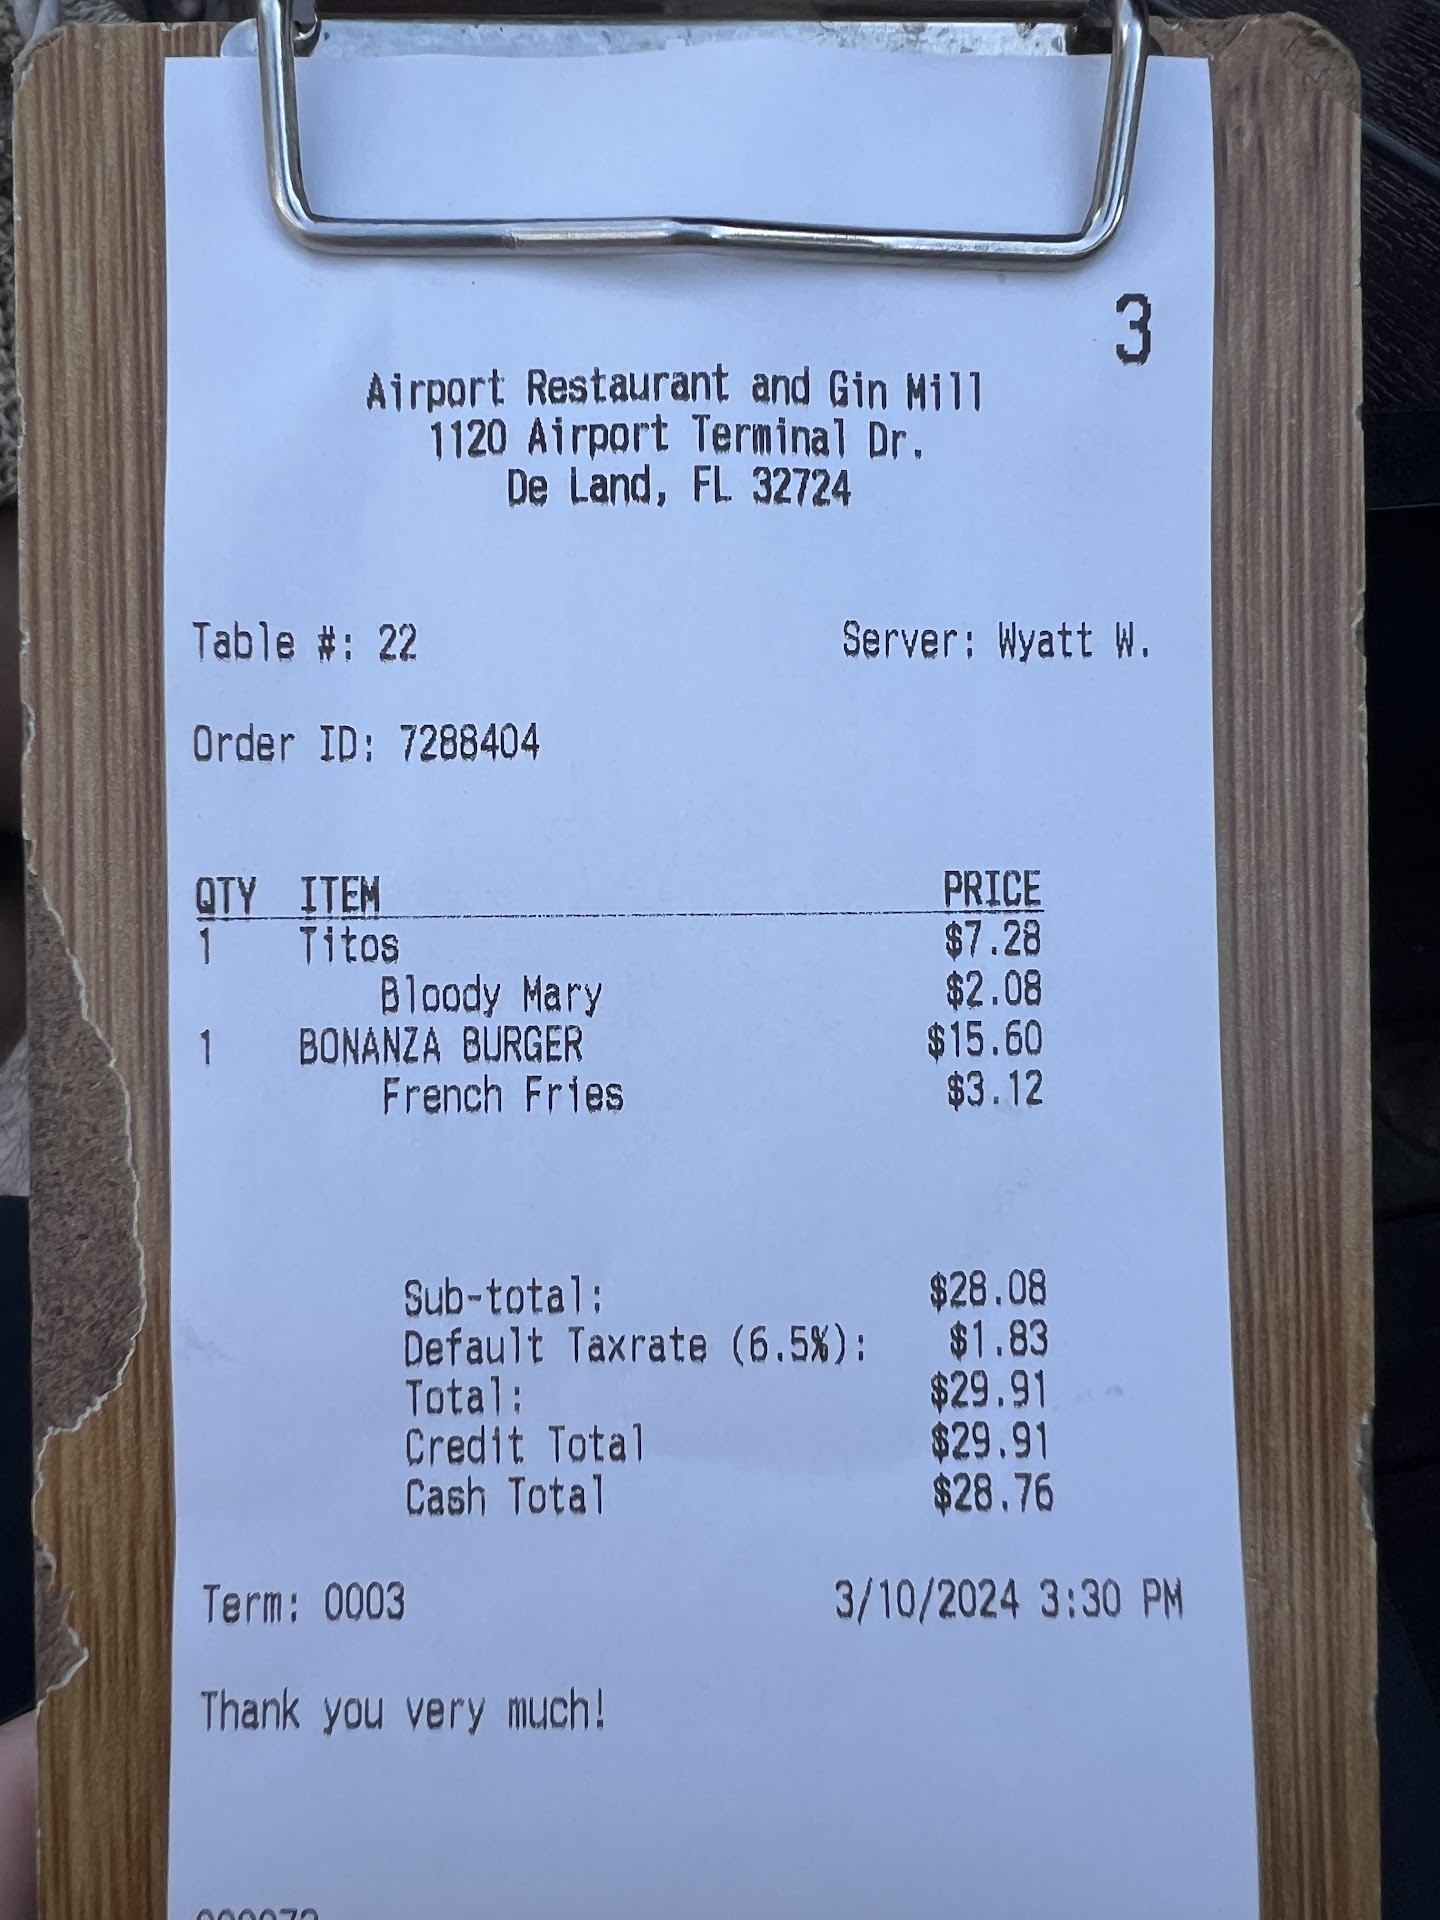 3
Airport Restaurant and Gin Mill
1120 Airport Terminal Dr.
De Land, FL 32724
Table #: 22 Server: Wyatt W.
Order ID: 7288404
QTY ITEM PRICE
1 Titos $7.28
Bloody Mary $2.08
1 BONANZA BURGER $15.60
French Fries $3.12
Sub-total: $28.08
Default Taxrate (6.5%): $1.83
Total: $29.91
Credit Total $29.91
Cash Total $28.76
Term: 0003 3/10/2024 3:30 PM
Thank you very much!